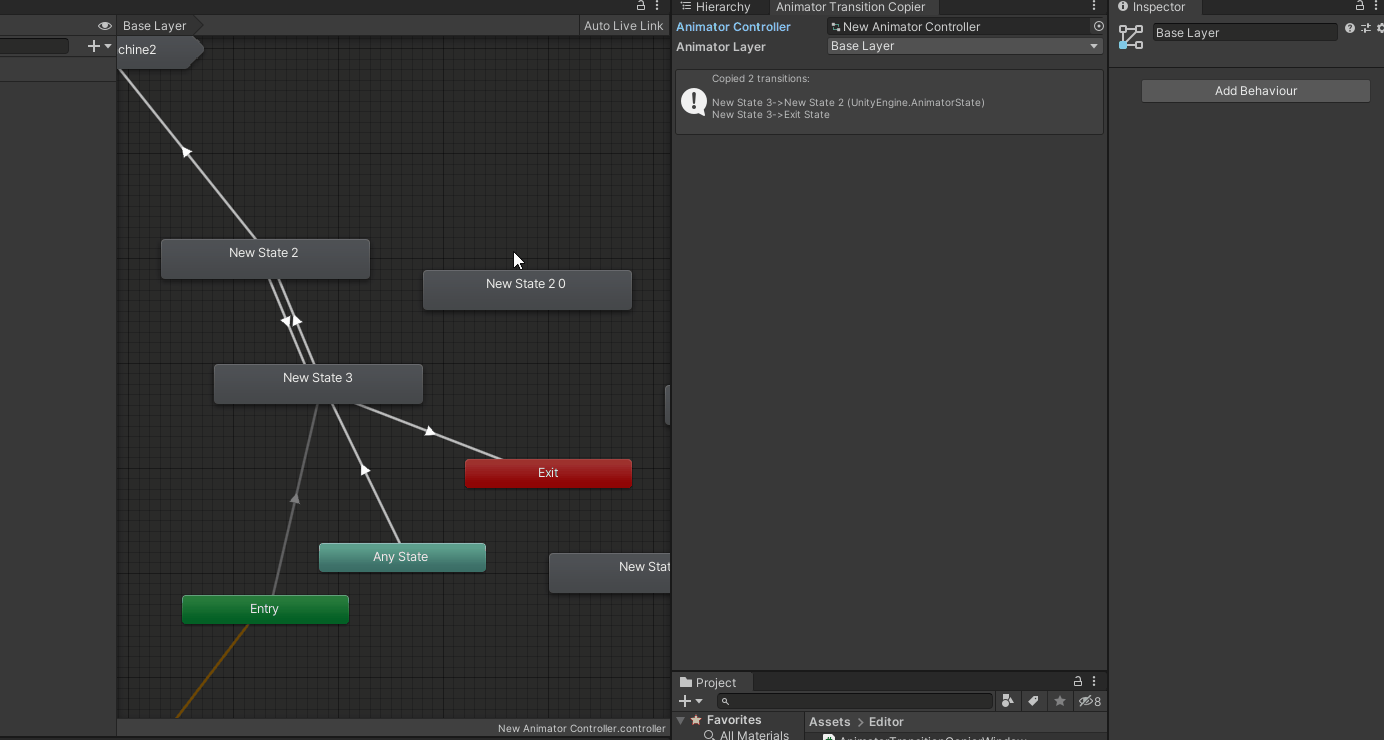 Hierarchy
Animator Transition Copier
Inspector
Base Layer
Auto Live Link
Animator Controller
New Animator Controller
Animator Layer
Base Layer
Base Layer
Add Behaviour
Copied 2 transitions:
New State 3->New State 2 (UnityEngine.AnimatorState)
New State 3->Exit State
chine2
New State 2
New State 2 0
New State 3
Exit
Any State
New Stat
Entry
New Animator Controller.controller
Project
8
Favorites
All Materials
Assets > Editor
AnimatorTransitionCopierWindow